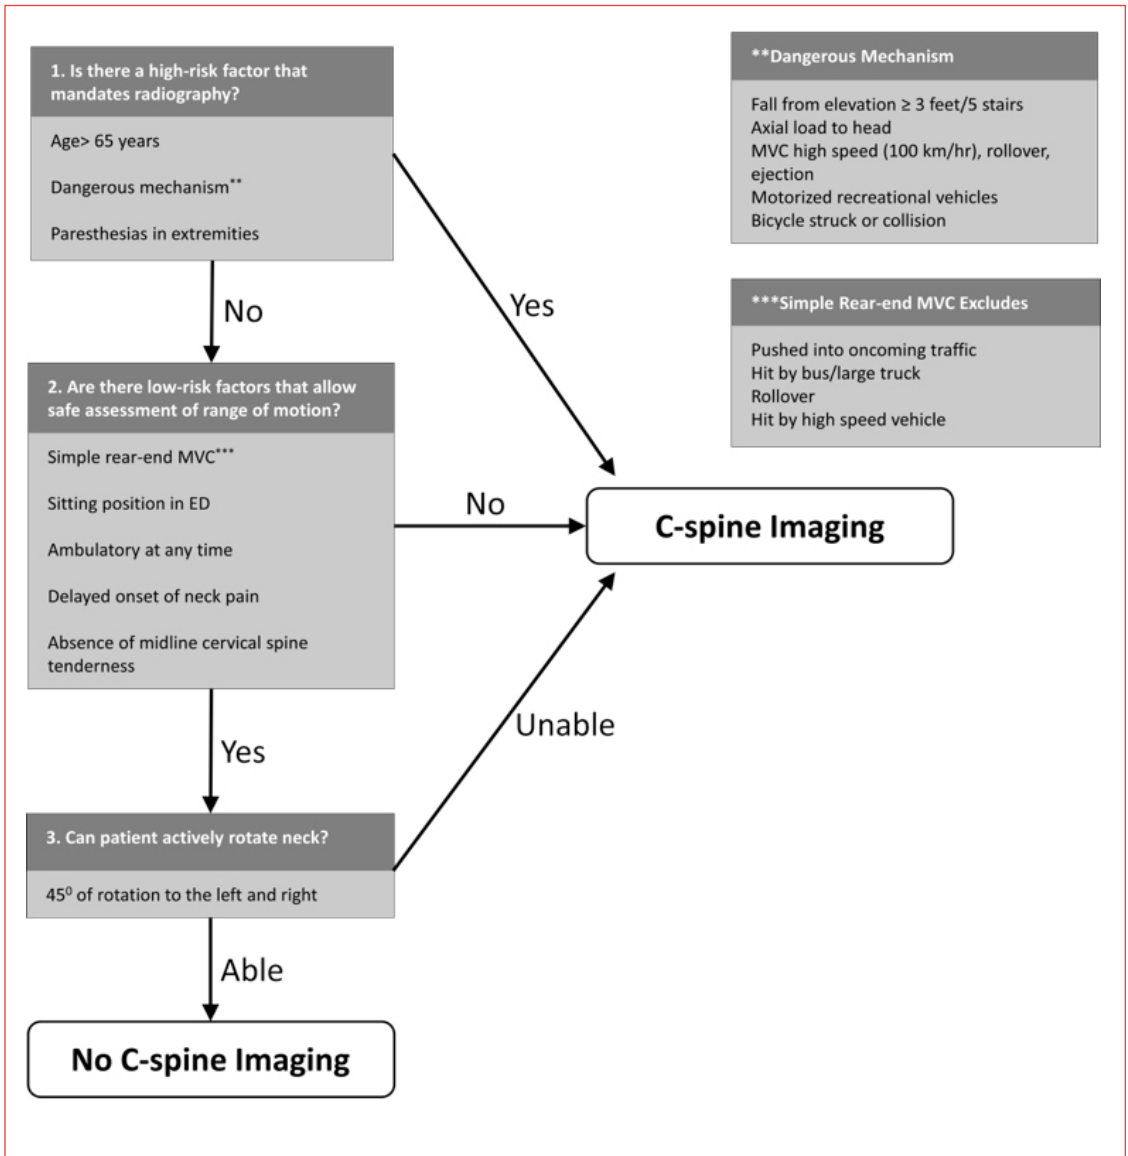 1. Is there a high-risk factor that
mandates radiography?
Age> 65 years
Dangerous mechanism**
Paresthesias in extremities
No
Yes
2. Are there low-risk factors that allow
safe assessment of range of motion?
Simple rear-end MVC***
Sitting position in ED
Ambulatory at any time
Delayed onset of neck pain
Absence of midline cervical spine
tenderness
No
C-spine Imaging
Yes
Unable
3. Can patient actively rotate neck?
45⁰ of rotation to the left and right
Able
No C-spine Imaging
**Dangerous Mechanism
Fall from elevation ≥ 3 feet/5 stairs
Axial load to head
MVC high speed (100 km/hr), rollover,
ejection
Motorized recreational vehicles
Bicycle struck or collision
***Simple Rear-end MVC Excludes
Pushed into oncoming traffic
Hit by bus/large truck
Rollover
Hit by high speed vehicle